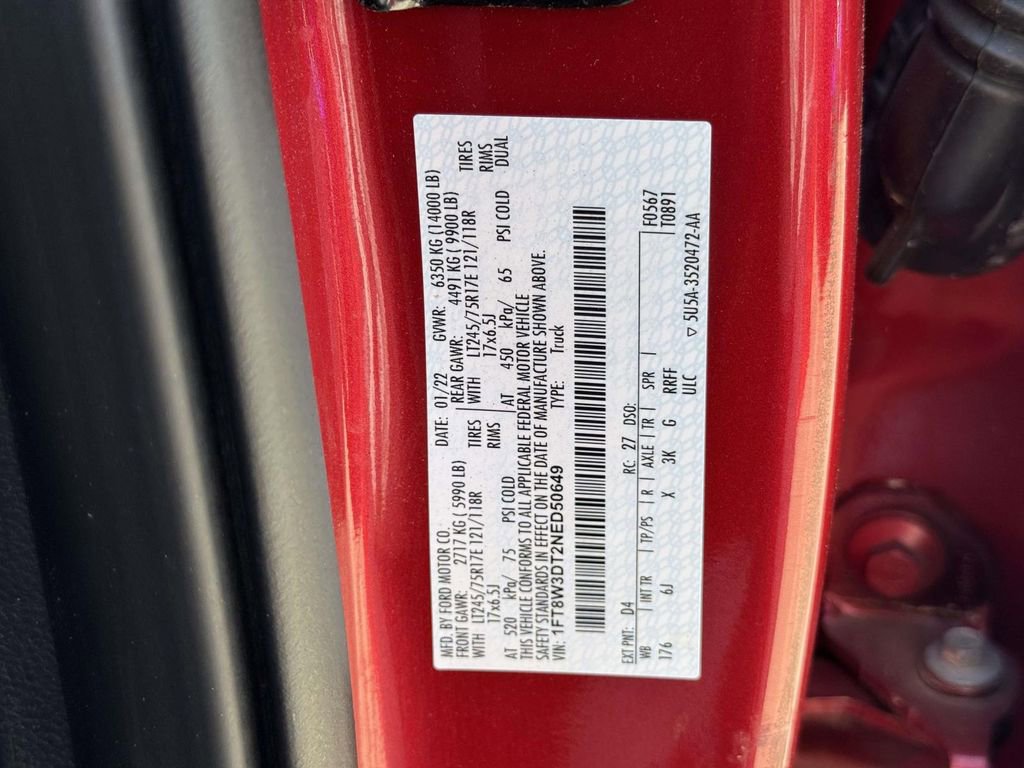 MFD. BY FORD MOTOR CO. DATE: 01/22 GVWR: 6350 KG (14000 LB)
FRONT GAWR: 2717 KG ( 5990 LB) REAR GAWR: 4491 KG ( 9900 LB)
WITH LT245/75R17E 121/118R TIRES WITH LT245/75R17E 121/118R TIRES
17x6.5J RIMS 17x6.5J RIMS
AT 520 kPa/ 75 PSI COLD AT 450 kPa/ 65 PSI COLD DUAL
THIS VEHICLE CONFORMS TO ALL APPLICABLE FEDERAL MOTOR VEHICLE
SAFETY STANDARDS IN EFFECT ON THE DATE OF MANUFACTURE SHOWN ABOVE.
VIN: 1FT8W3DT2NED50649 TYPE: Truck
EXT PNT: D4 RC: 27 DSO: F0567
WB INT TR TP/PS R AXLE TR SPR T0891
176 6J X 3K G RRFF
ULC ▽ 5U5A-3520472-AA